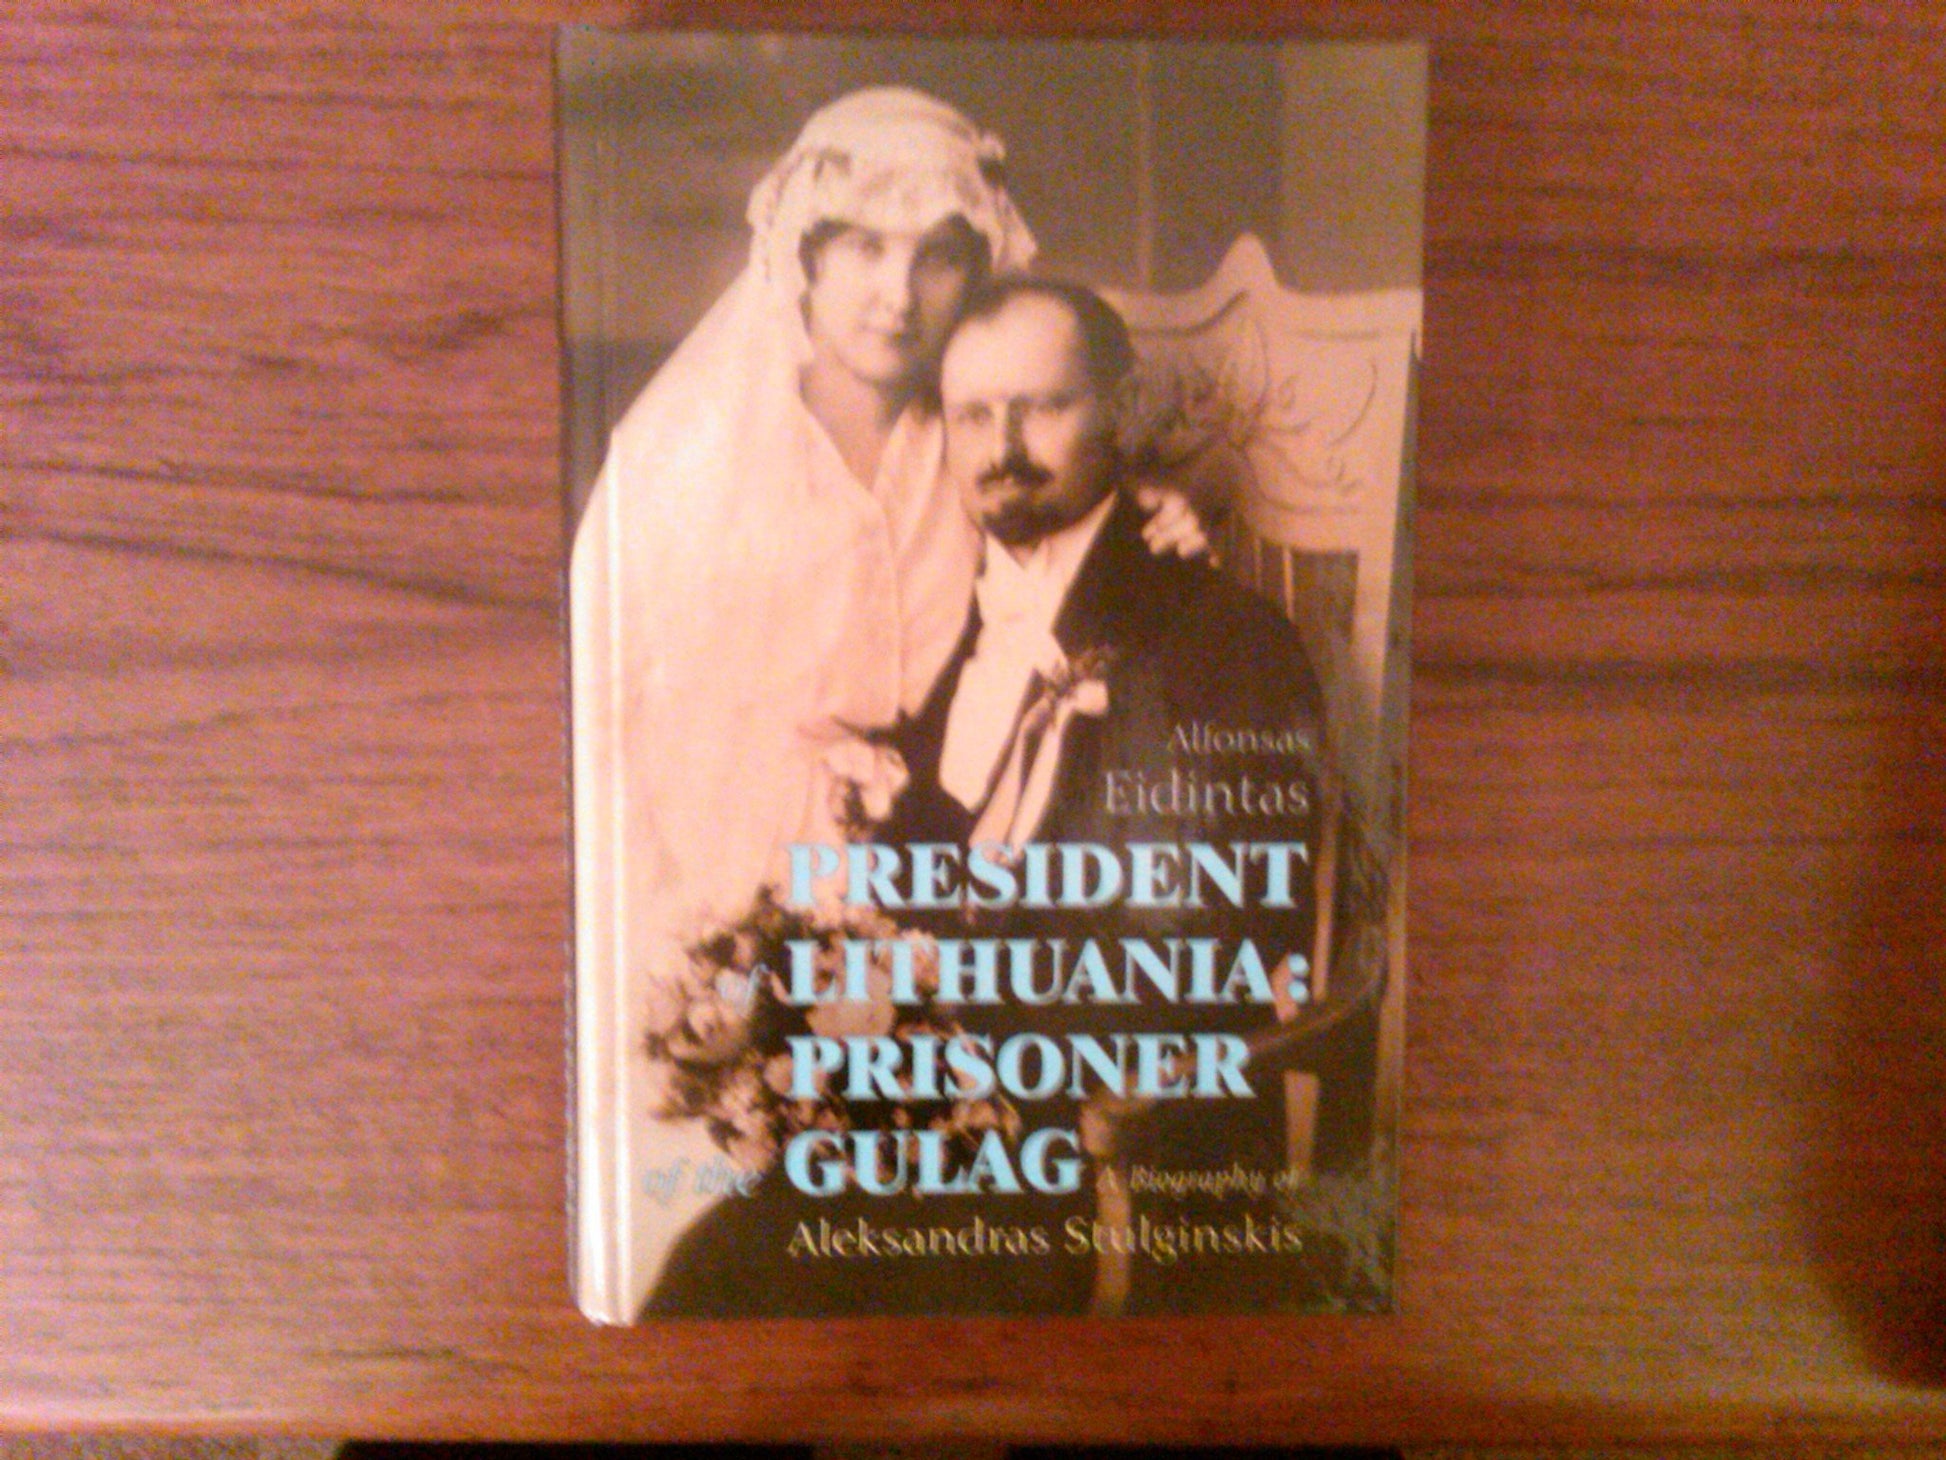 Alfonsas
Eidintas
PRESIDENT
of LITHUANIA:
PRISONER
of the GULAG A Biography of
Aleksandras Stulginskis